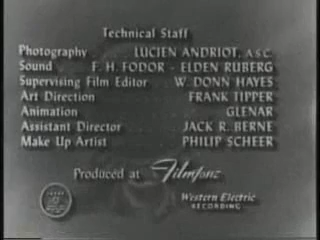 Technical Staff
Photography LUCIEN ANDRIOT, A.S.C.
Sound F. H. FODOR - ELDEN RUBERG
Supervising Film Editor W. DONN HAYES
Art Direction FRANK TIPPER
Animation GLENAR
Assistant Director JACK R. BERNE
Make Up Artist PHILIP SCHEER
Produced at Filmfonz
Western Electric
RECORDING